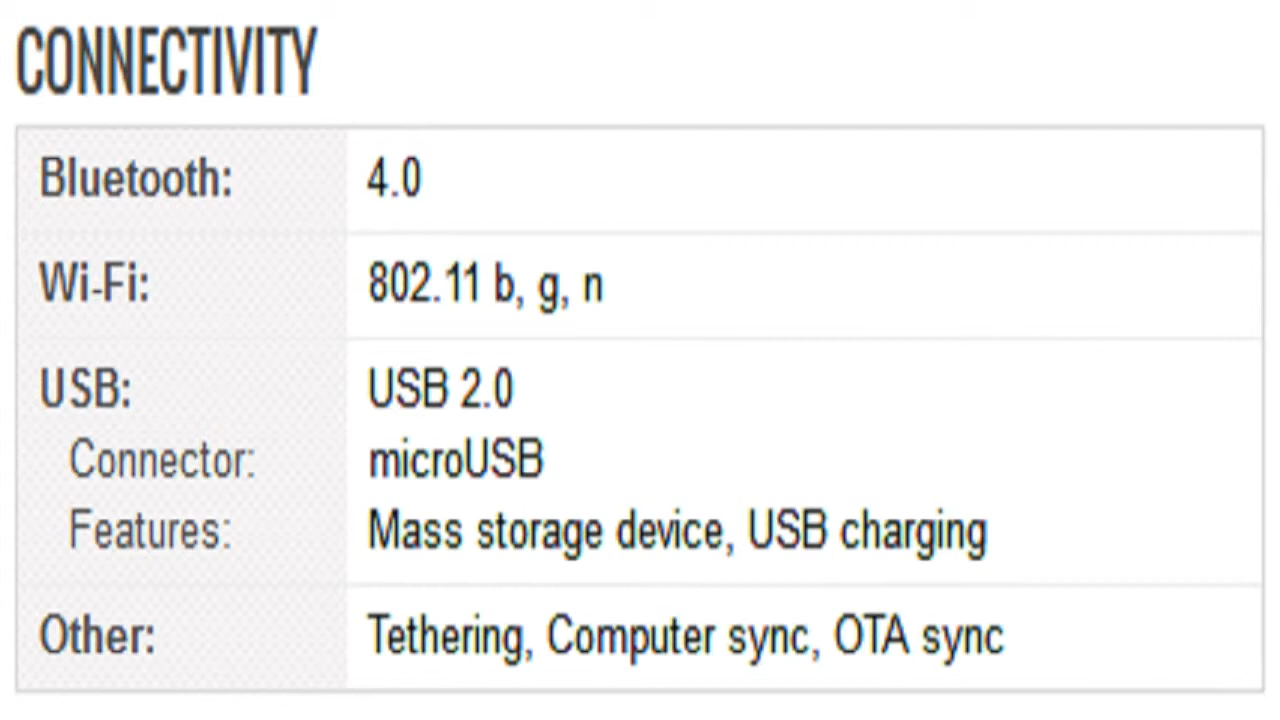 CONNECTIVITY
Bluetooth: 4.0
Wi-Fi: 802.11 b, g, n
USB: USB 2.0
Connector: microUSB
Features: Mass storage device, USB charging
Other: Tethering, Computer sync, OTA sync